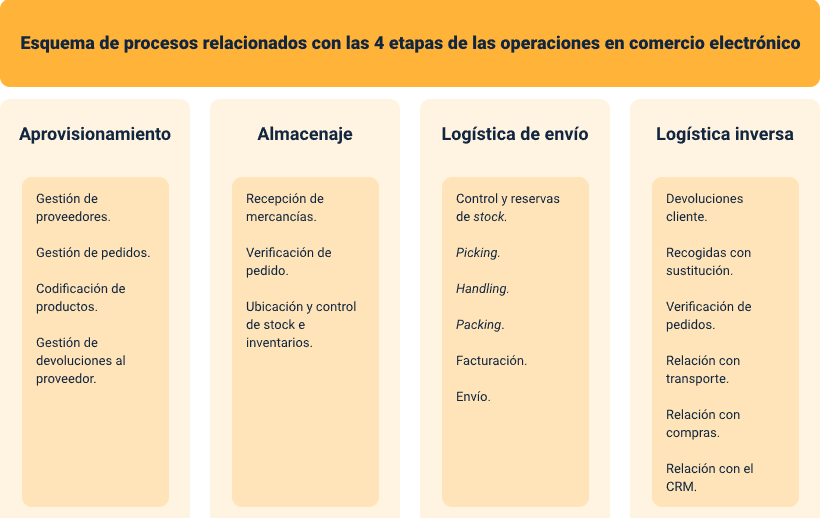 Esquema de procesos relacionados con las 4 etapas de las operaciones en comercio electrónico
Aprovisionamiento
Gestión de
proveedores.
Gestión de pedidos.
Codificación de
productos.
Gestión de
devoluciones al
proveedor.
Almacenaje
Recepción de
mercancías.
Verificación de
pedido.
Ubicación y control
de stock e
inventarios.
Logística de envío
Control y reservas
de stock.
Picking.
Handling.
Packing.
Facturación.
Envío.
Logística inversa
Devoluciones
cliente.
Recogidas con
sustitución.
Verificación de
pedidos.
Relación con
transporte.
Relación con
compras.
Relación con el
CRM.